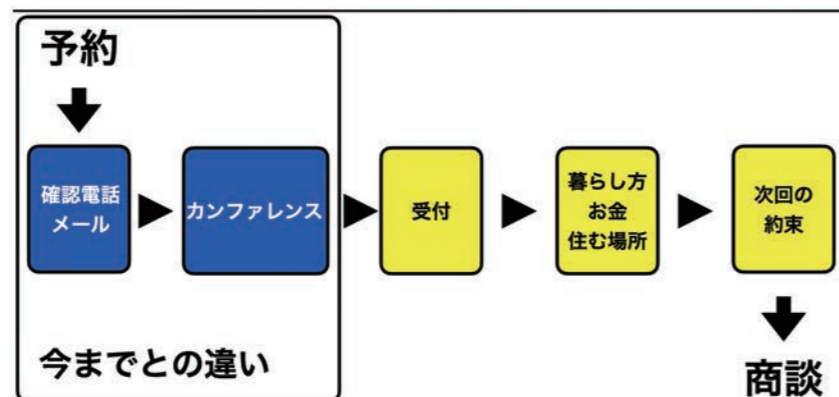 予約
確認電話
メール
カンファレンス
受付
暮らし方
お金
住む場所
次回の
約束
今までとの違い
商談